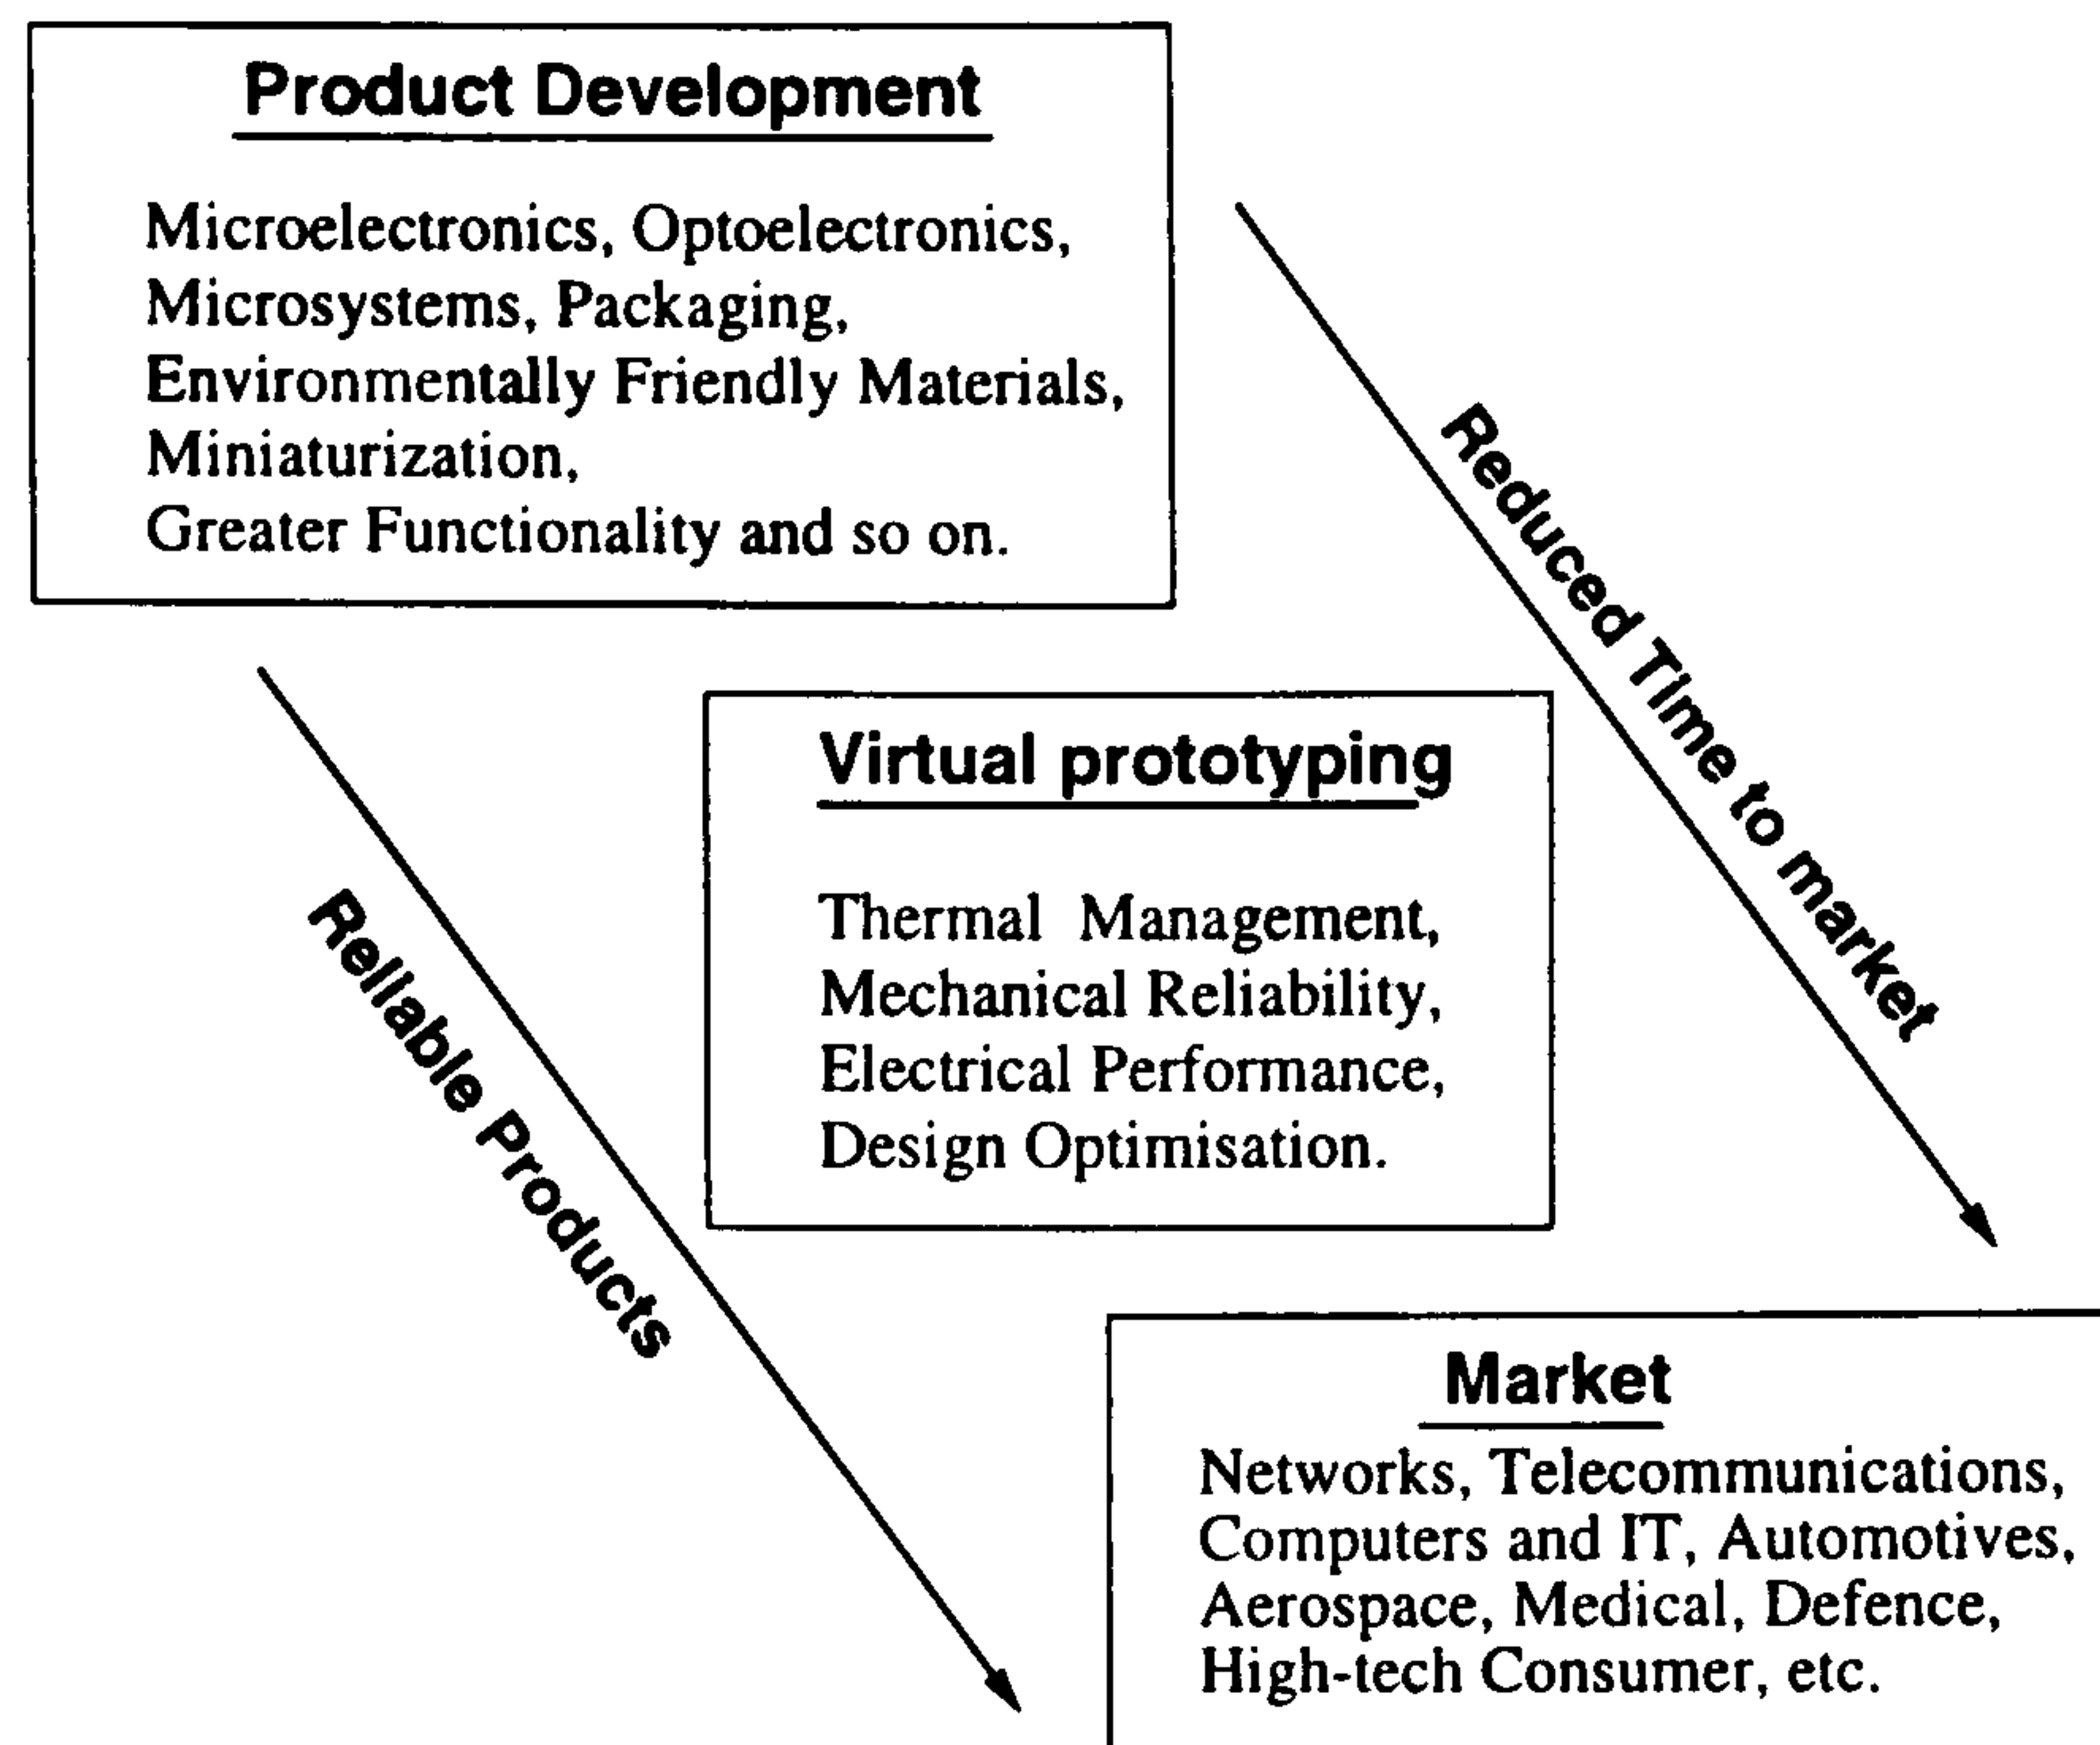 Product Development
Microelectronics, Optoelectronics,
Microsystems, Packaging,
Environmentally Friendly Materials,
Miniaturization,
Greater Functionality and so on.
Reduced Time to market
Virtual prototyping
Thermal Management,
Mechanical Reliability,
Electrical Performance,
Design Optimisation.
Reliable Products
Market
Networks, Telecommunications,
Computers and IT, Automotives,
Aerospace, Medical, Defence,
High-tech Consumer, etc.